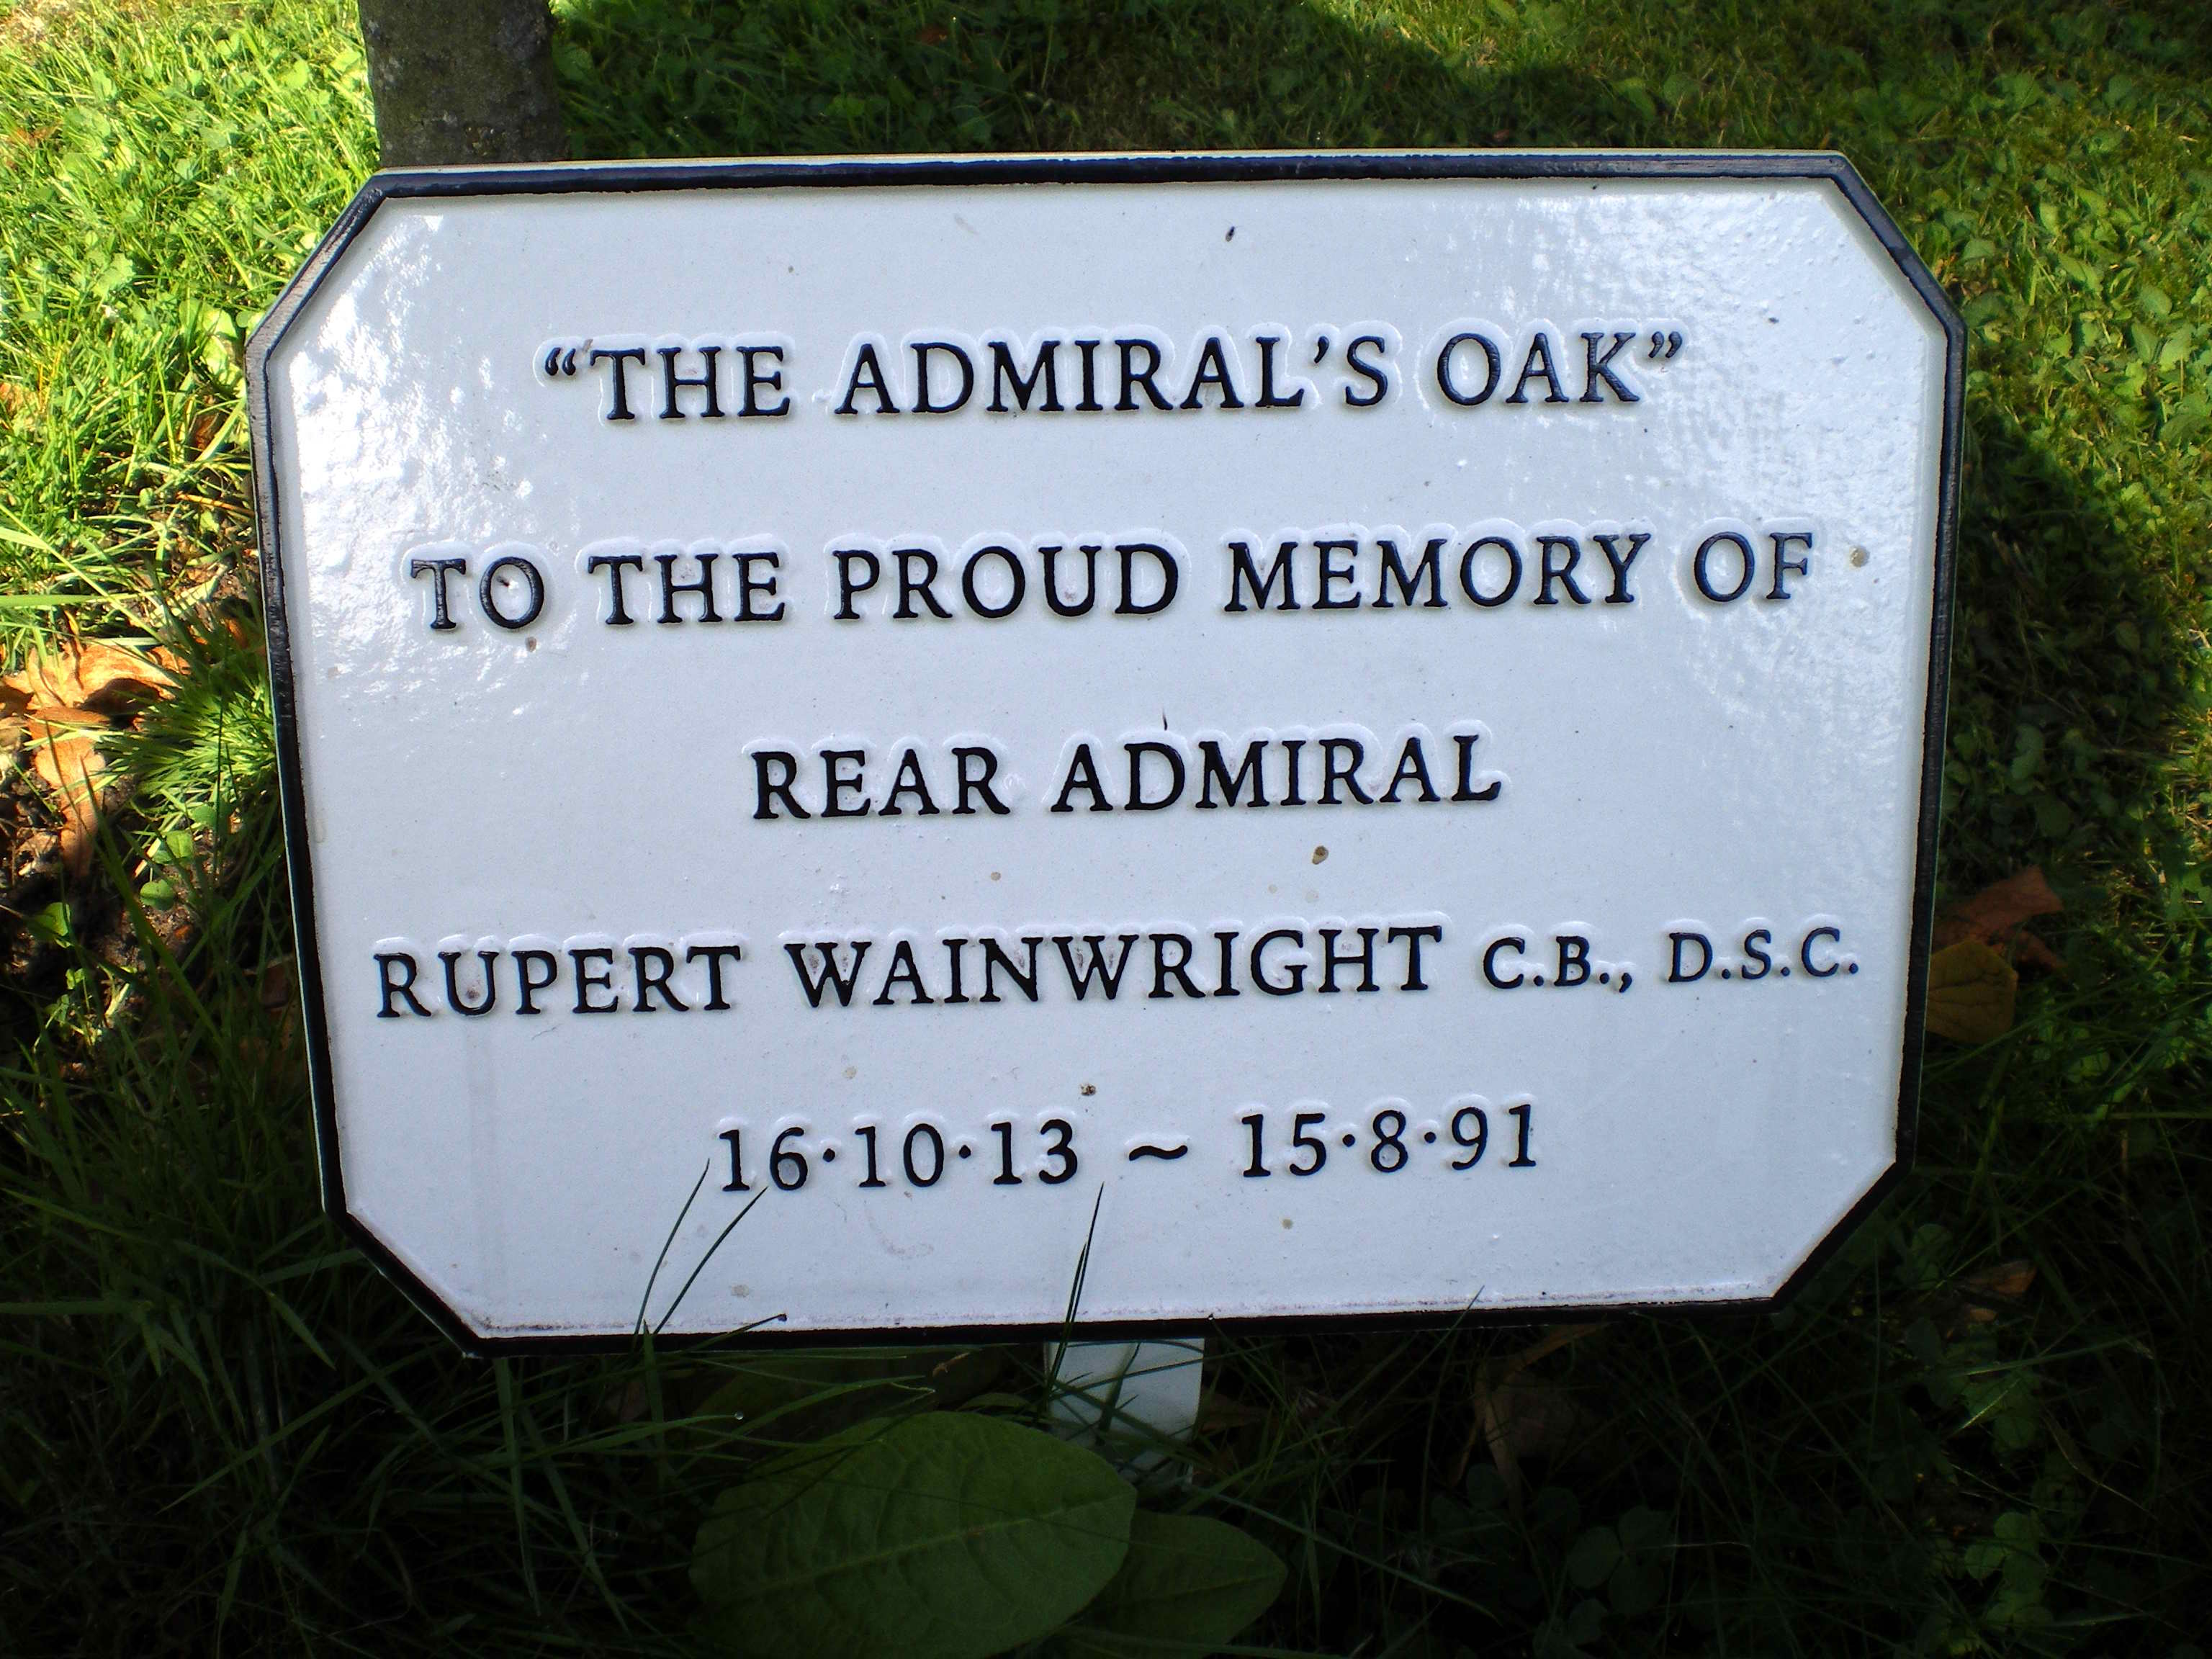 “THE ADMIRAL’S OAK”
TO THE PROUD MEMORY OF
REAR ADMIRAL
RUPERT WAINWRIGHT C.B., D.S.C.
16·10·13 ~ 15·8·91